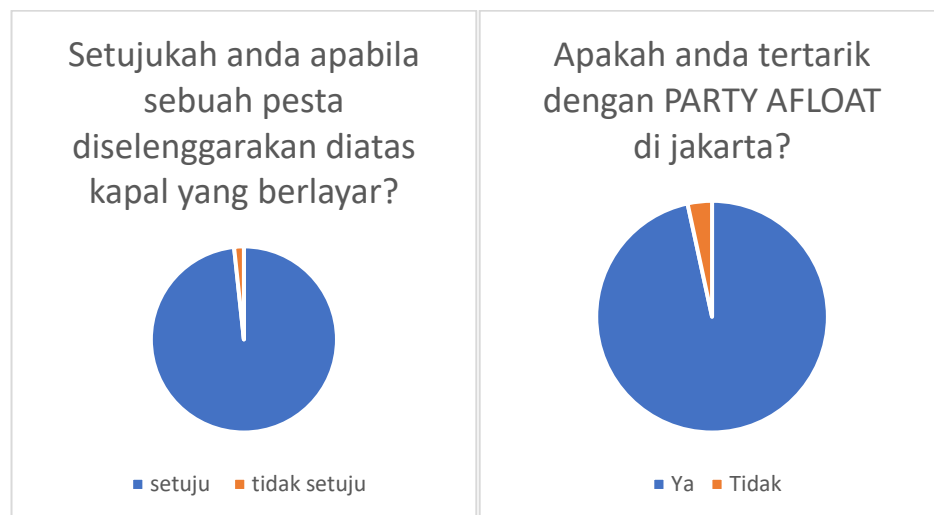 Setujukah anda apabila
sebuah pesta
diselenggarakan diatas
kapal yang berlayar?
setuju tidak setuju
Apakah anda tertarik
dengan PARTY AFLOAT
di jakarta?
Ya Tidak